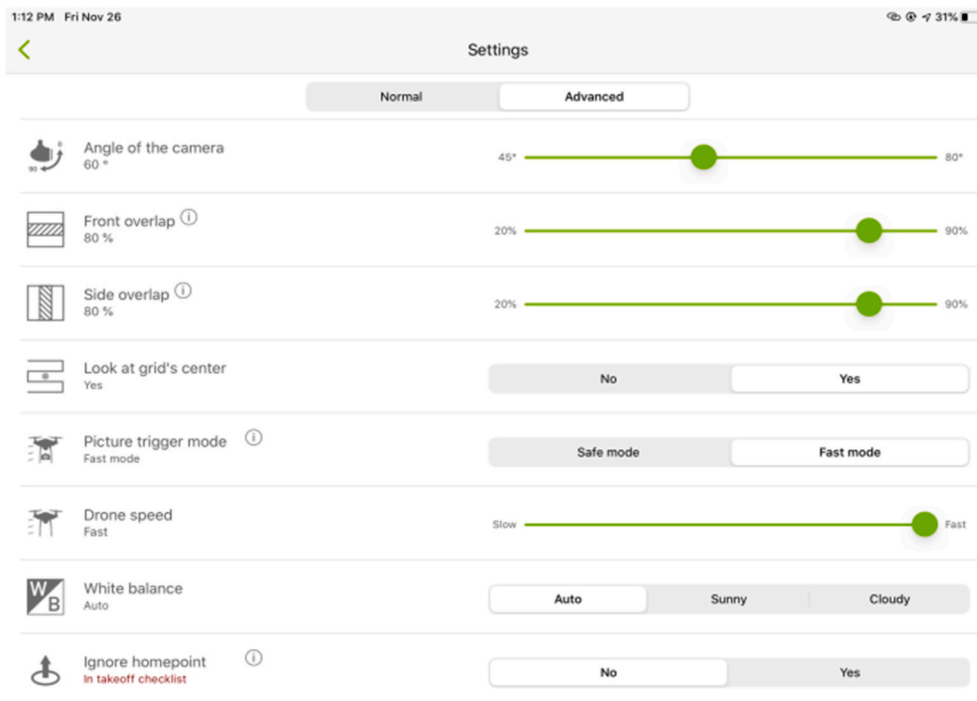 1:12 PM Fri Nov 26 31%
Settings
Normal Advanced
Angle of the camera
60 °
45° 80°
0
90
Front overlap i
80 %
20% 90%
Side overlap i
80 %
20% 90%
Look at grid's center
Yes
No Yes
Picture trigger mode i
Fast mode
Safe mode Fast mode
Drone speed
Fast
Slow Fast
W B
White balance
Auto
Auto Sunny Cloudy
Ignore homepoint i
In takeoff checklist
No Yes